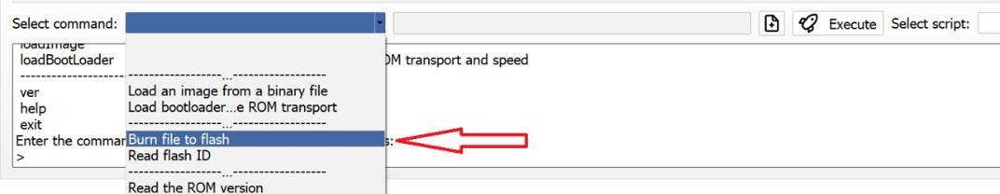 Select command:
Execute
Select script:
loadImage
loadBootLoader
OM transport and speed
------------------...------------------
Load an image from a binary file
Load bootloader...e ROM transport
------------------...------------------
ver
help
exit
Enter the comman
s:
>
Burn file to flash
Read flash ID
------------------...------------------
Read the ROM version